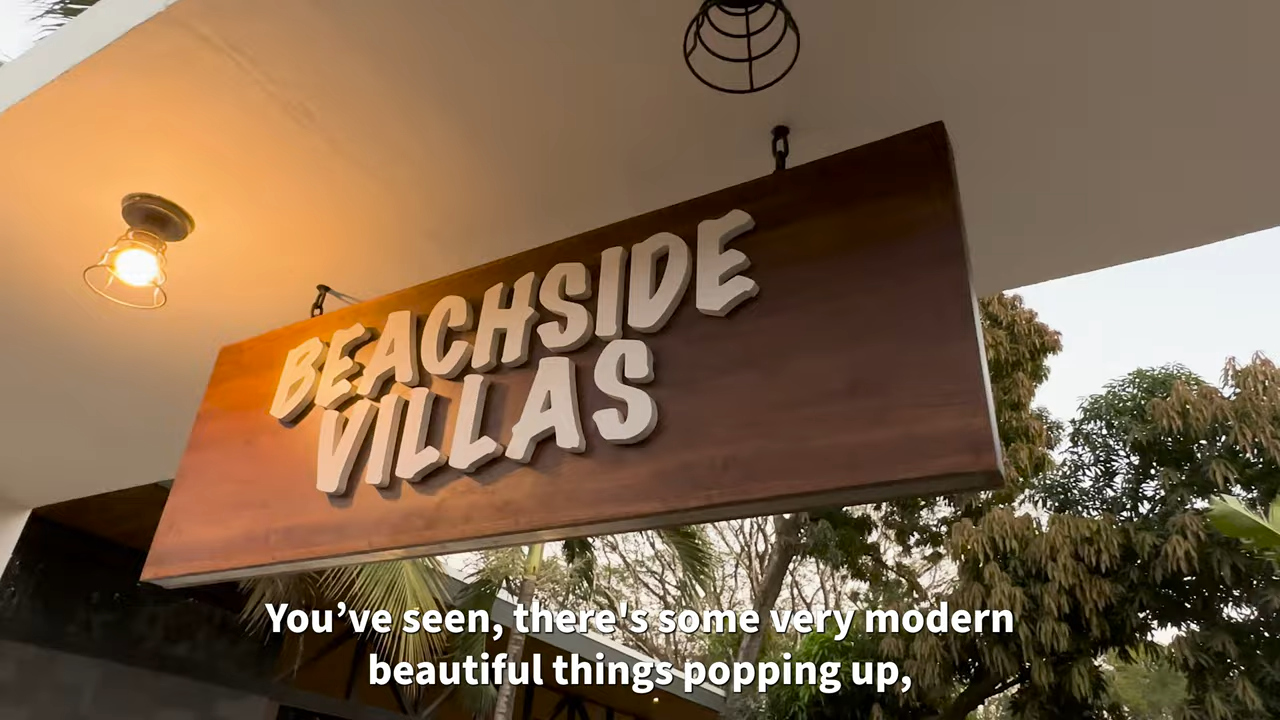 BEACHSIDE
VILLAS
You’ve seen, there's some very modern
beautiful things popping up,